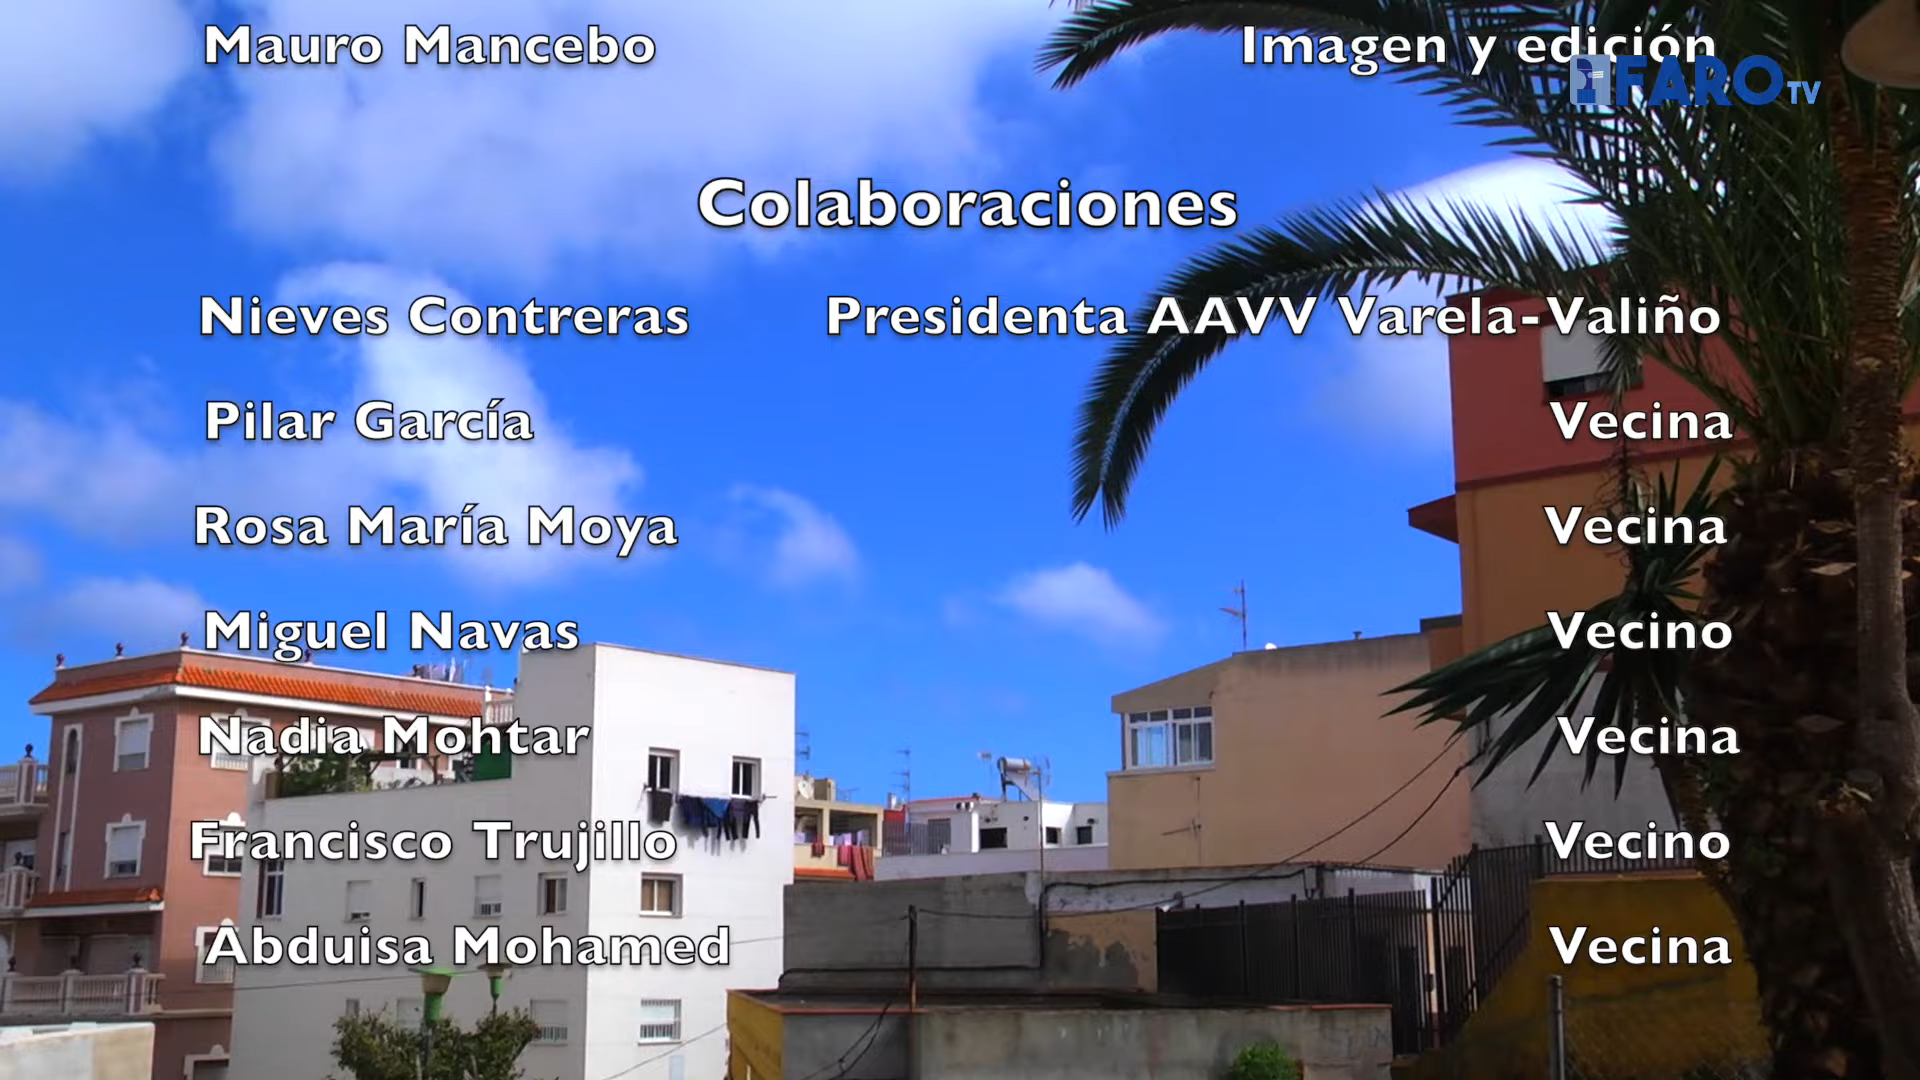 Mauro Mancebo Imagen y edición
FARO TV
Colaboraciones
Nieves Contreras Presidenta AAVV Varela-Valiño
Pilar García Vecina
Rosa María Moya Vecina
Miguel Navas Vecino
Nadia Mohtar Vecina
Francisco Trujillo Vecino
Abduisa Mohamed Vecina